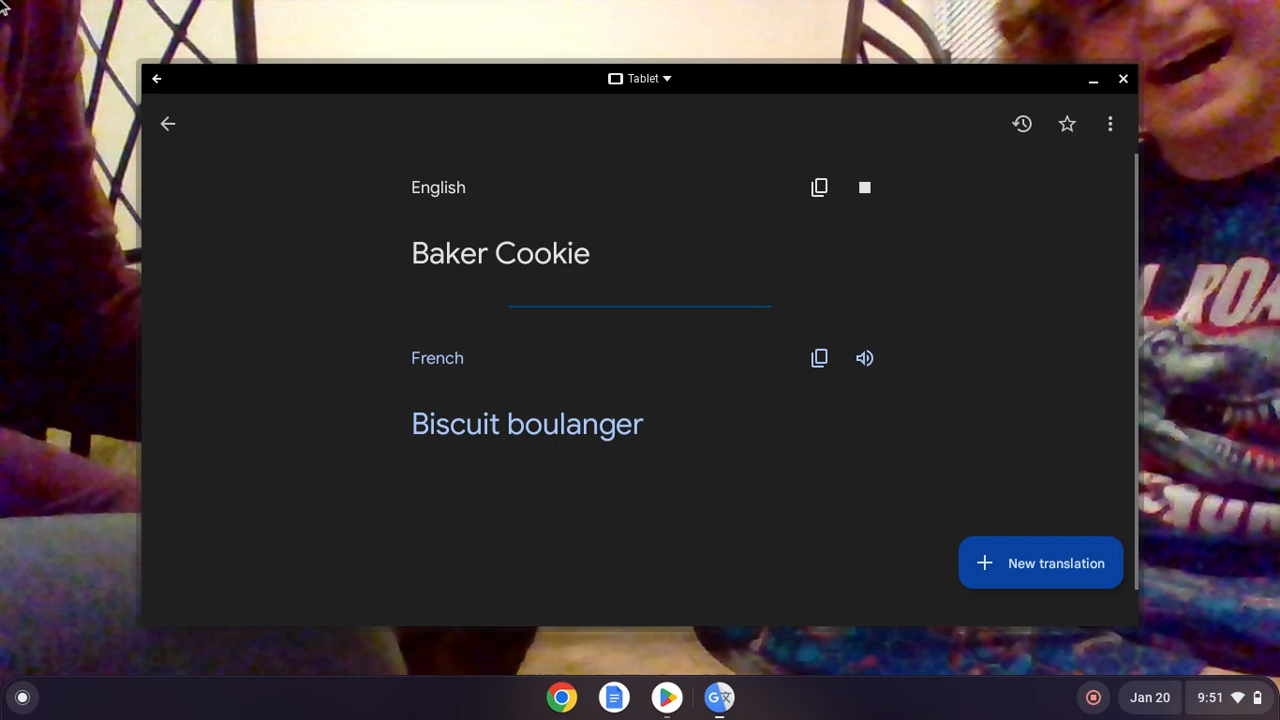 Tablet
English
Baker Cookie
French
Biscuit boulanger
New translation
Jan 20
9:51